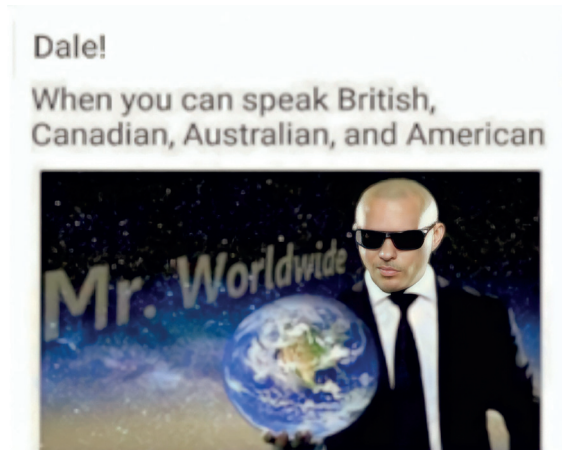 Dale!
When you can speak British,
Canadian, Australian, and American
Mr. Worldwide